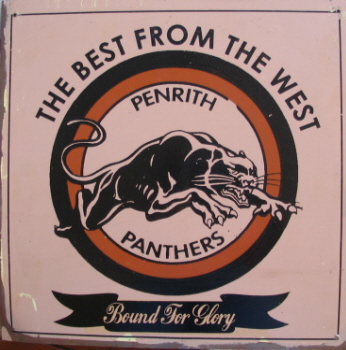 THE BEST FROM THE WEST
PENRITH
PANTHERS
Bound For Glory